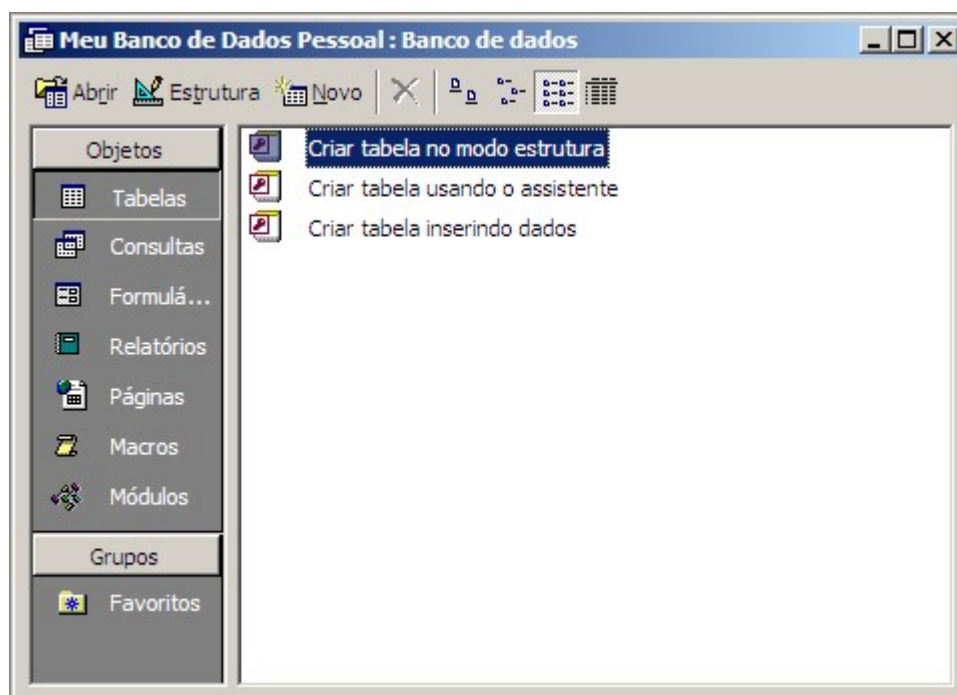 Meu Banco de Dados Pessoal : Banco de dados
Abrir Estrutura Novo
Objetos
Tabelas
Consultas
Formulá...
Relatórios
Páginas
Macros
Módulos
Grupos
Favoritos
Criar tabela no modo estrutura
Criar tabela usando o assistente
Criar tabela inserindo dados